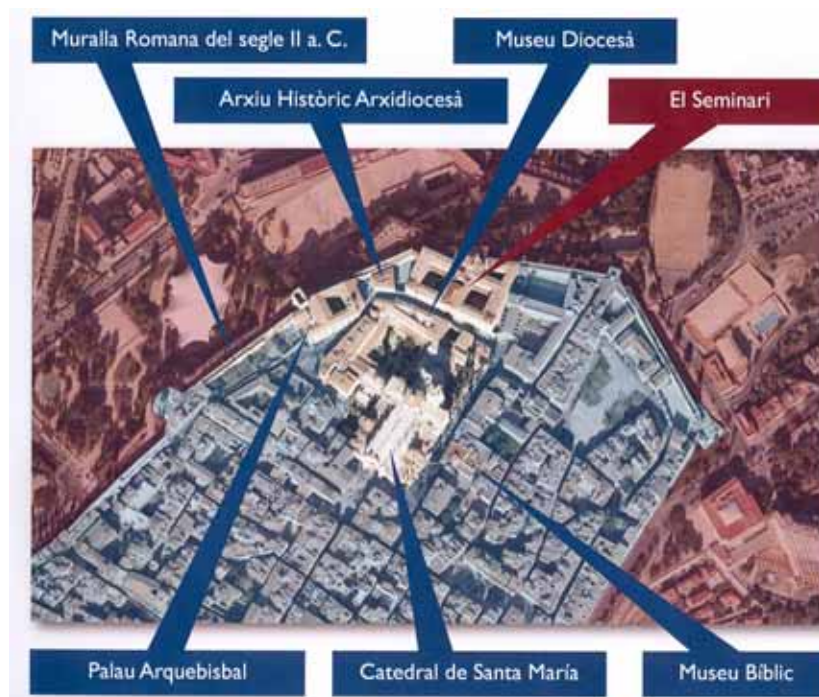 Muralla Romana del segle II a. C.
Museu Diocesà
Arxiu Històric Arxidiocesà
El Seminari
Palau Arquebisbal
Catedral de Santa María
Museu Bíblic